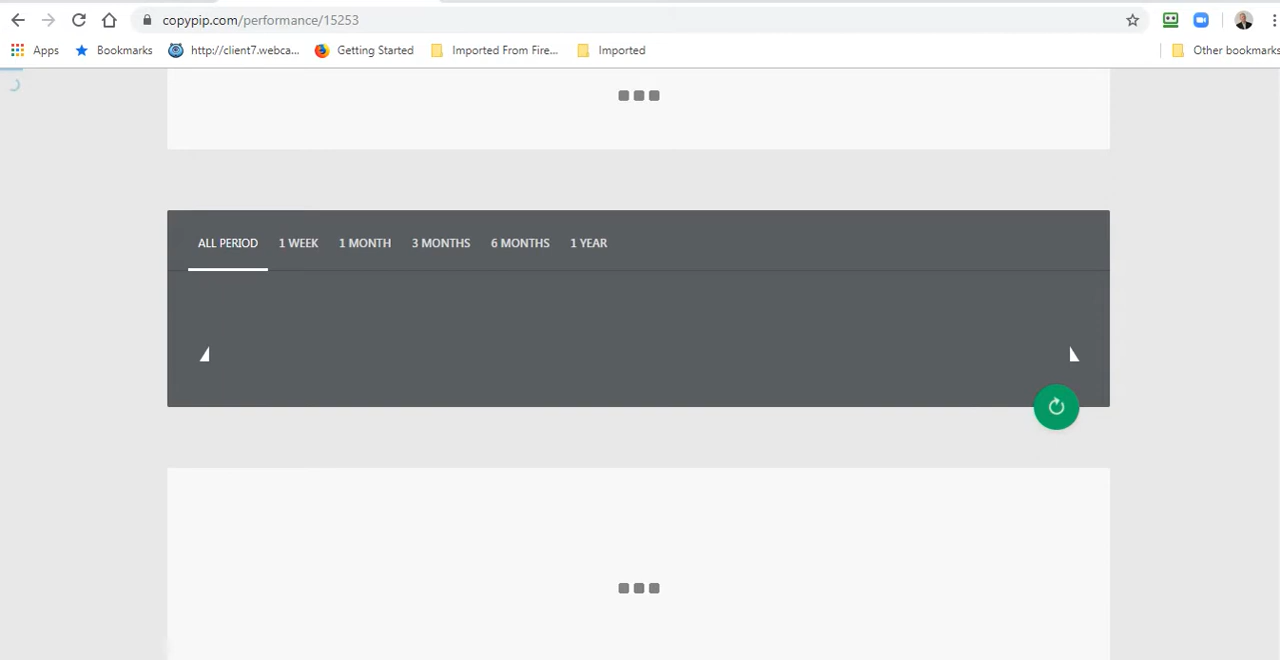 copypip.com/performance/15253
Apps Bookmarks http://client7.webca... Getting Started Imported From Fire... Imported Other bookmarks
ALL PERIOD 1 WEEK 1 MONTH 3 MONTHS 6 MONTHS 1 YEAR